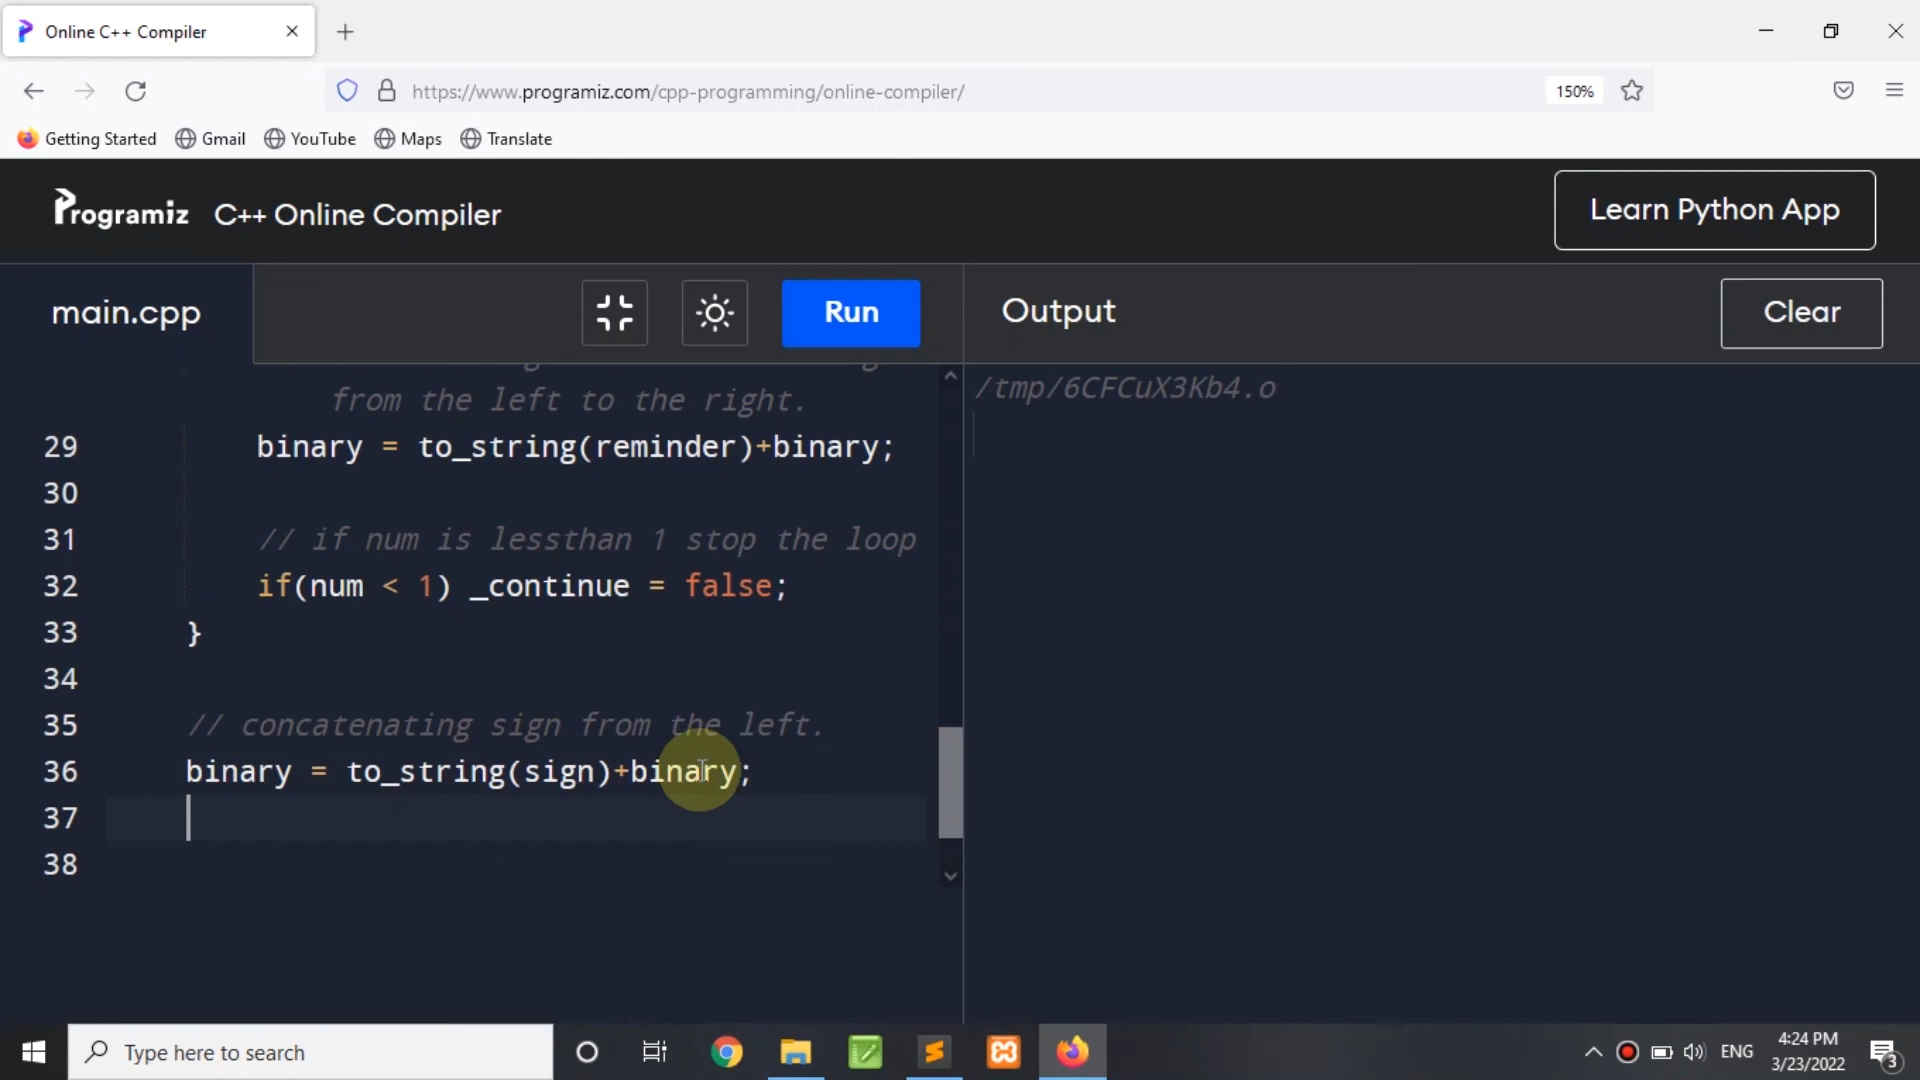 Online C++ Compiler
https://www.programiz.com/cpp-programming/online-compiler/
150%
Getting Started
Gmail
YouTube
Maps
Translate
Programiz
C++ Online Compiler
Learn Python App
main.cpp
Run
Output
Clear
from the left to the right.
29 binary = to_string(reminder)+binary;
30
31 // if num is lessthan 1 stop the loop
32 if(num < 1) _continue = false;
33 }
34
35 // concatenating sign from the left.
36 binary = to_string(sign)+binary;
37
38
/tmp/6CFCuX3Kb4.o
Type here to search
ENG
4:24 PM
3/23/2022
3